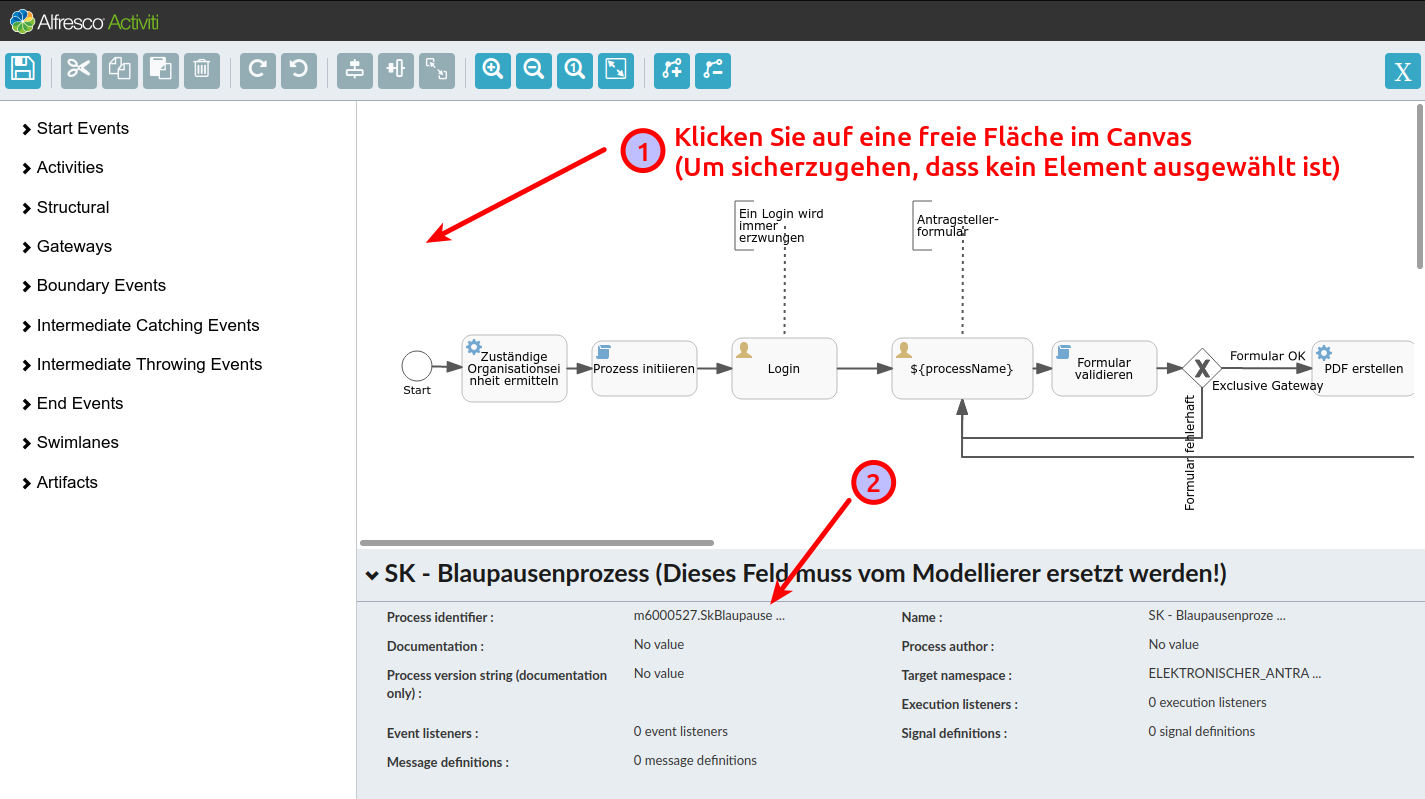 Alfresco Activiti
1
X
Start Events
Activities
Structural
Gateways
Boundary Events
Intermediate Catching Events
Intermediate Throwing Events
End Events
Swimlanes
Artifacts
1
Klicken Sie auf eine freie Fläche im Canvas
(Um sicherzugehen, dass kein Element ausgewählt ist)
Ein Login wird
immer
erzwungen
Antragsteller-
formular
Start
Zuständige
Organisationsei
nheit ermitteln
Prozess initiieren
Login
${processName}
Formular
validieren
X
Formular OK
Exclusive Gateway
Formular fehlerhaft
PDF erstellen
2
SK - Blaupausenprozess (Dieses Feld muss vom Modellierer ersetzt werden!)
Process identifier : m6000527.SkBlaupause ...
Name : SK - Blaupausenproze ...
Documentation : No value
Process author : No value
Process version string (documentation
only) : No value
Target namespace : ELEKTRONISCHER_ANTRA ...
Execution listeners : 0 execution listeners
Event listeners : 0 event listeners
Signal definitions : 0 signal definitions
Message definitions : 0 message definitions